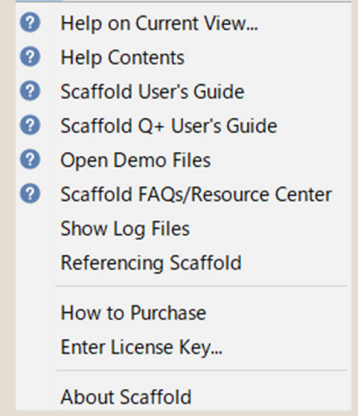 Help on Current View...
Help Contents
Scaffold User's Guide
Scaffold Q+ User's Guide
Open Demo Files
Scaffold FAQs/Resource Center
Show Log Files
Referencing Scaffold
How to Purchase
Enter License Key...
About Scaffold